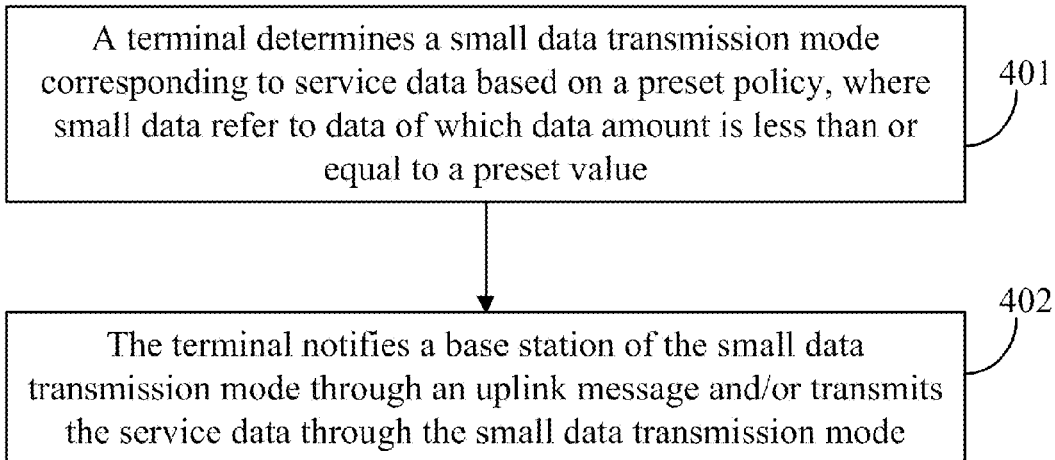 A terminal determines a small data transmission mode
corresponding to service data based on a preset policy, where
small data refer to data of which data amount is less than or
equal to a preset value
401
The terminal notifies a base station of the small data
transmission mode through an uplink message and/or transmits
the service data through the small data transmission mode
402